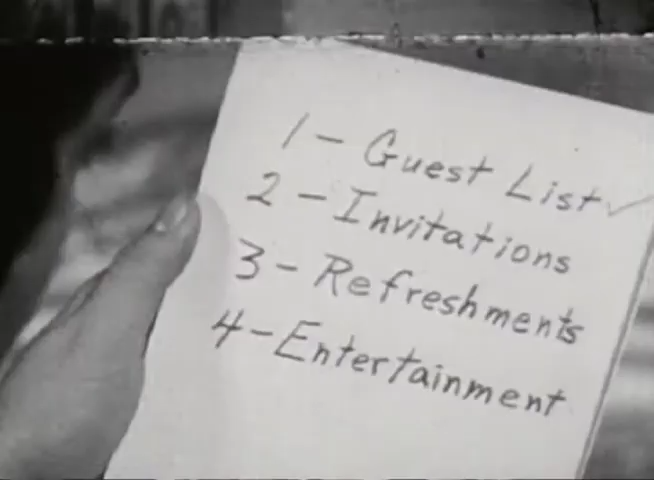 1 - Guest List ✓
2 - Invitations
3 - Refreshments
4 - Entertainment